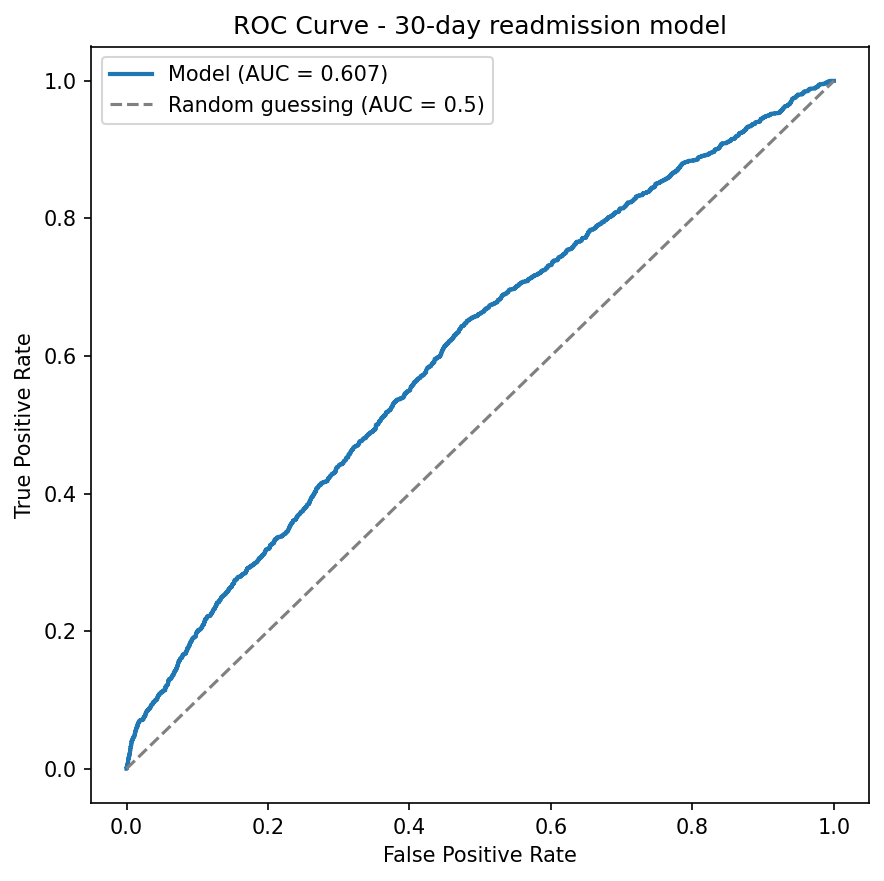 ROC Curve - 30-day readmission model
Model (AUC = 0.607)
Random guessing (AUC = 0.5)
True Positive Rate
1.0
0.8
0.6
0.4
0.2
0.0
0.0 0.2 0.4 0.6 0.8 1.0
False Positive Rate